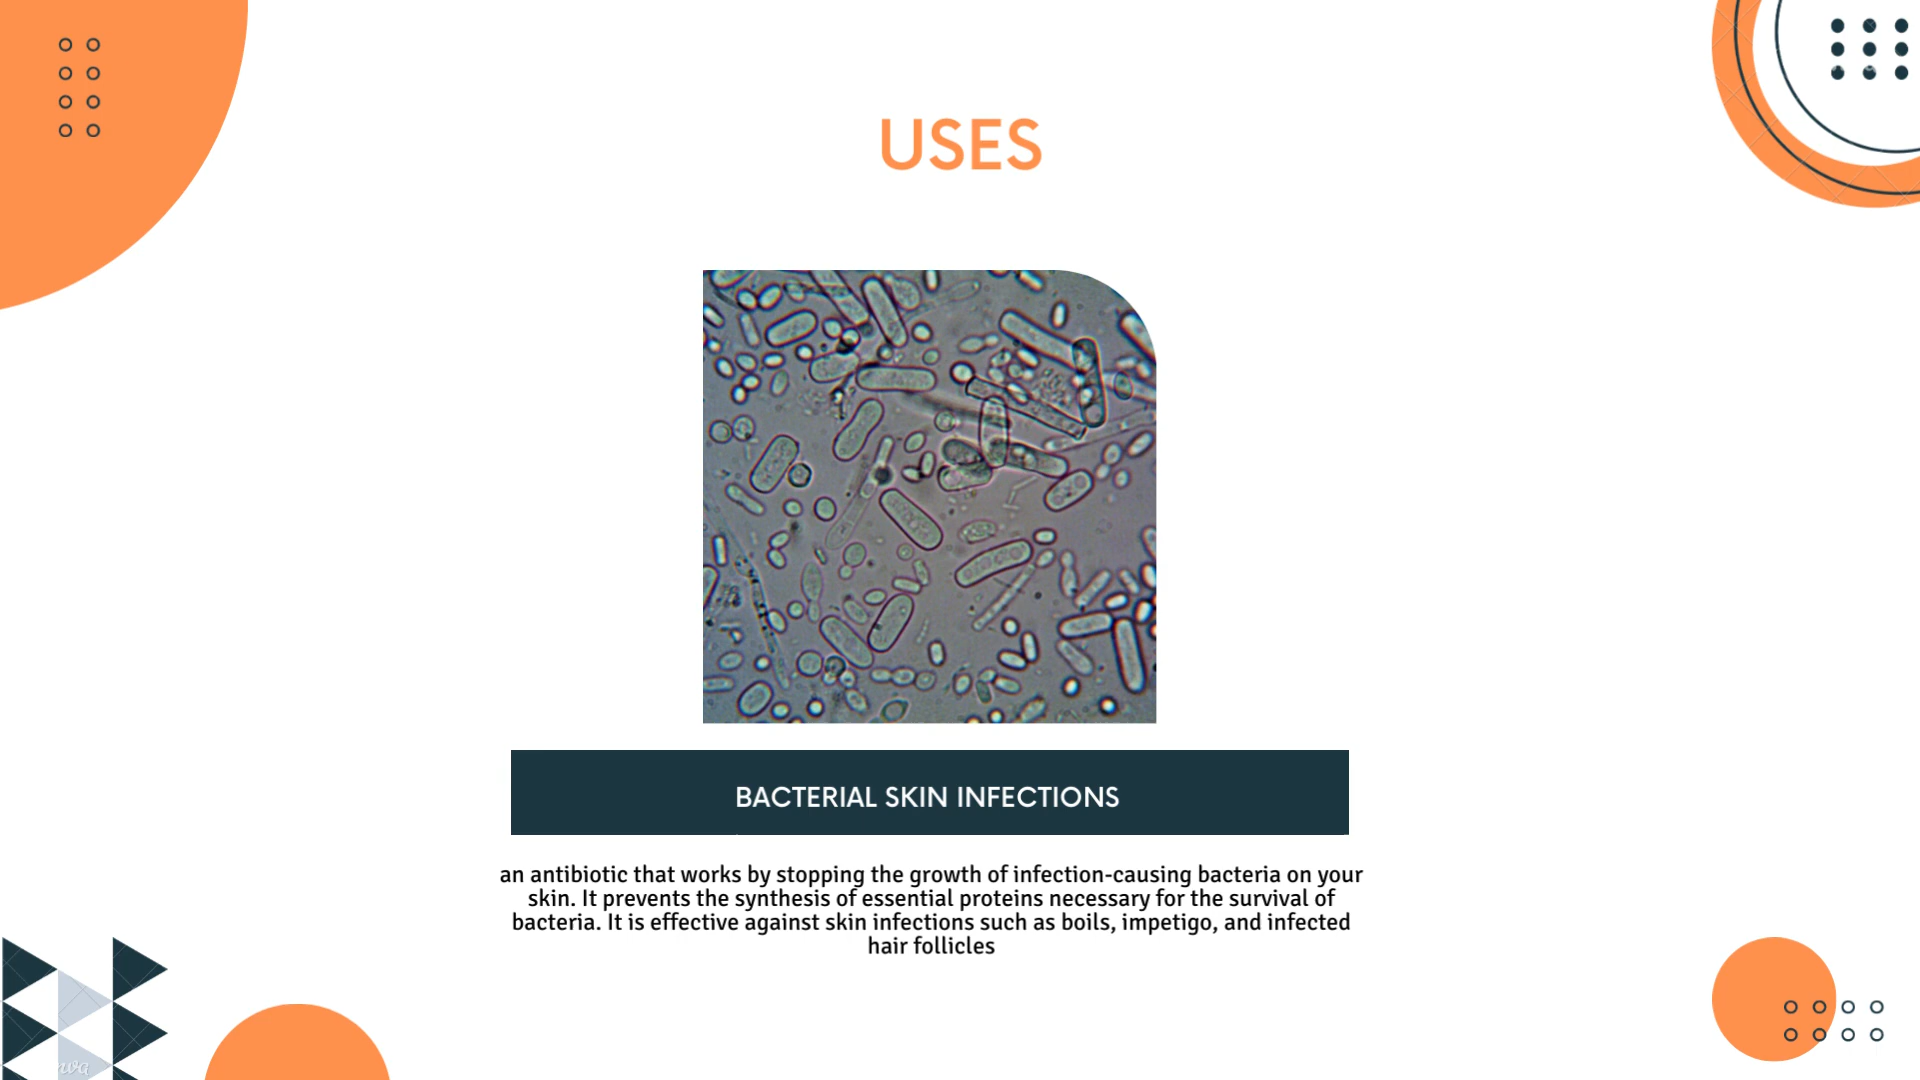 USES
BACTERIAL SKIN INFECTIONS
an antibiotic that works by stopping the growth of infection-causing bacteria on your
skin. It prevents the synthesis of essential proteins necessary for the survival of
bacteria. It is effective against skin infections such as boils, impetigo, and infected
hair follicles